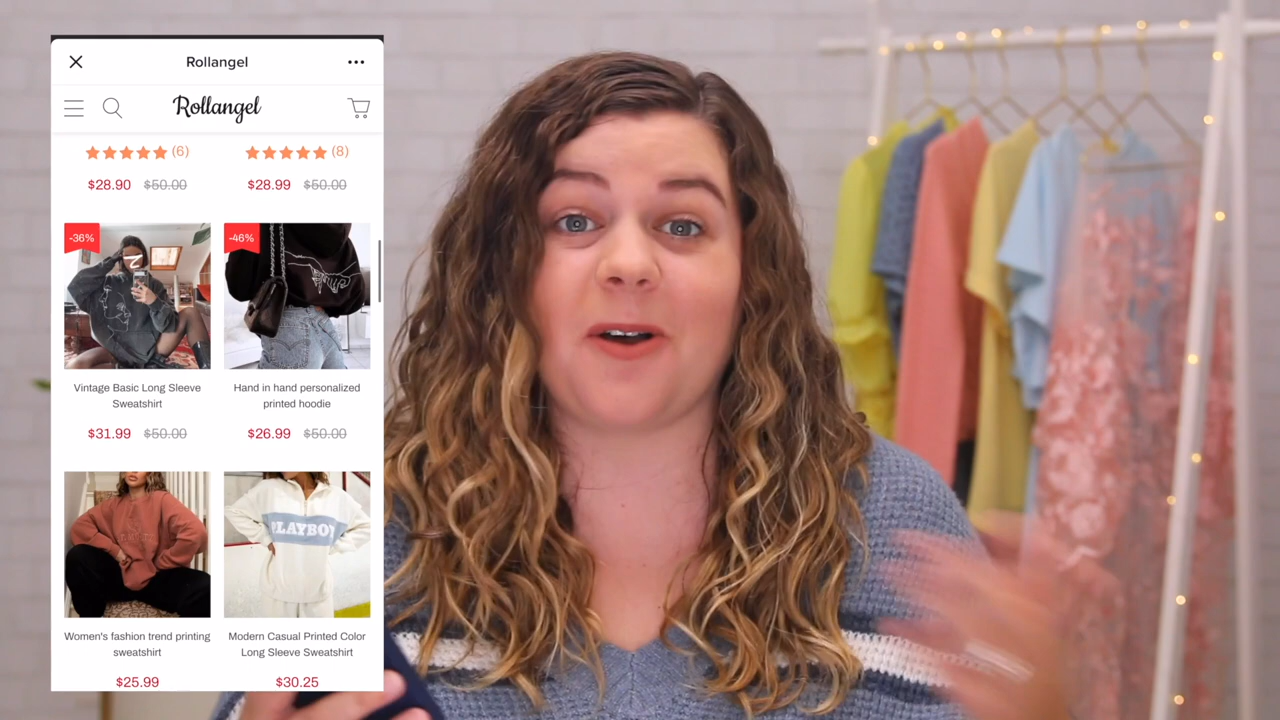 Rollangel
Rollangel
(6)
(8)
$28.90 $50.00
$28.99 $50.00
-36%
-46%
Vintage Basic Long Sleeve
Sweatshirt
Hand in hand personalized
printed hoodie
$31.99 $50.00
$26.99 $50.00
PLAYBOY
Women's fashion trend printing
sweatshirt
Modern Casual Printed Color
Long Sleeve Sweatshirt
$25.99
$30.25